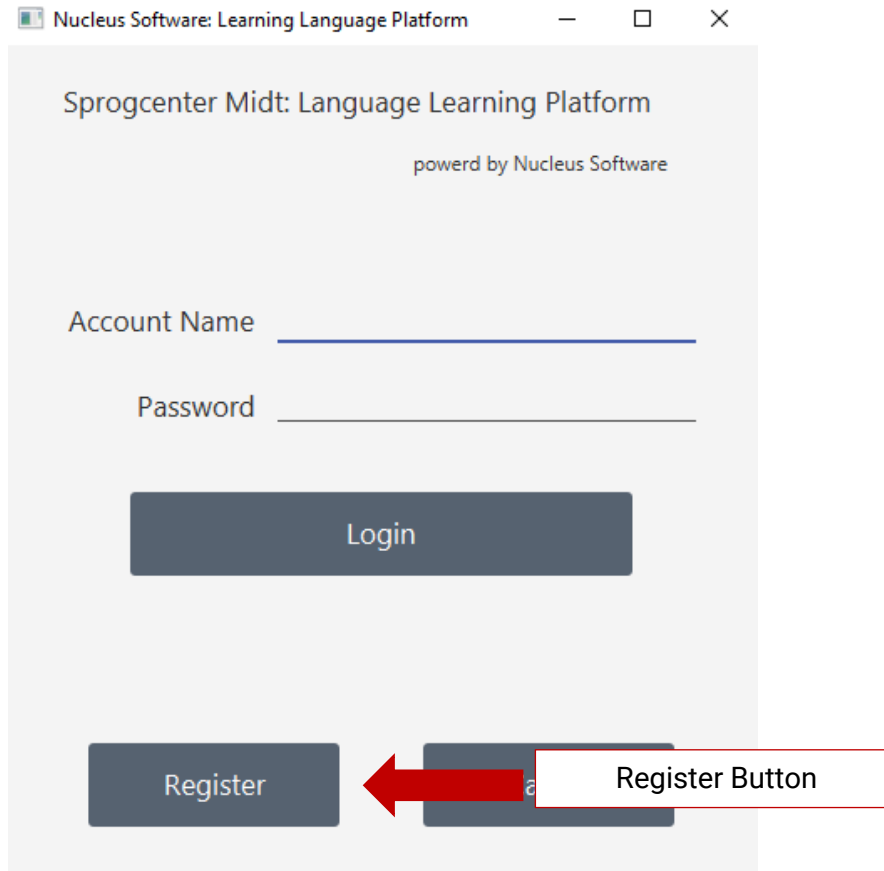 Nucleus Software: Learning Language Platform
Sprogcenter Midt: Language Learning Platform
powerd by Nucleus Software
Account Name
Password
Login
Register
Register Button